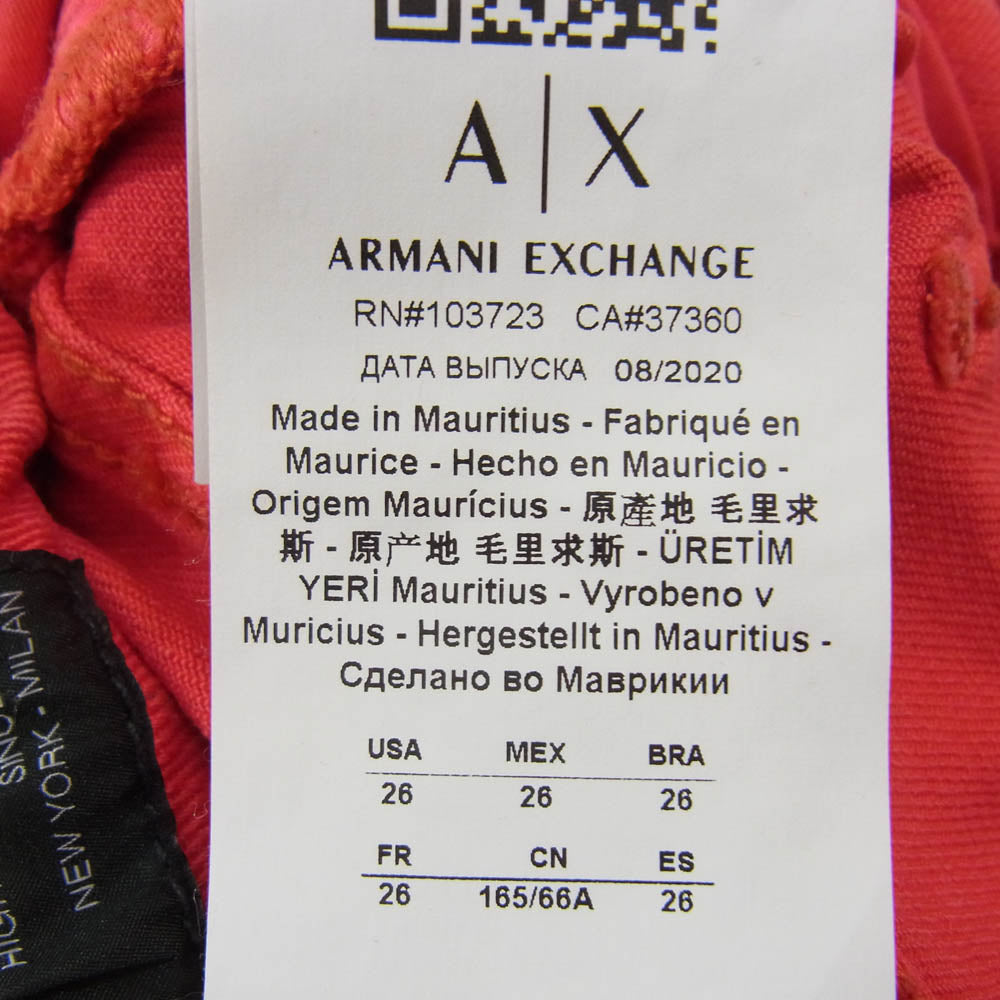 A|X
ARMANI EXCHANGE
RN#103723 CA#37360
ДАТА ВЫПУСКА 08/2020
Made in Mauritius - Fabriqué en
Maurice - Hecho en Mauricio -
Origem Maurícius - 原產地 毛里求
斯 - 原产地 毛里求斯 - ÜRETİM
YERİ Mauritius - Vyrobeno v
Muricius - Hergestellt in Mauritius -
Сделано во Маврикии
USA MEX BRA
26 26 26
FR CN ES
26 165/66A 26
NEW YORK - MILAN